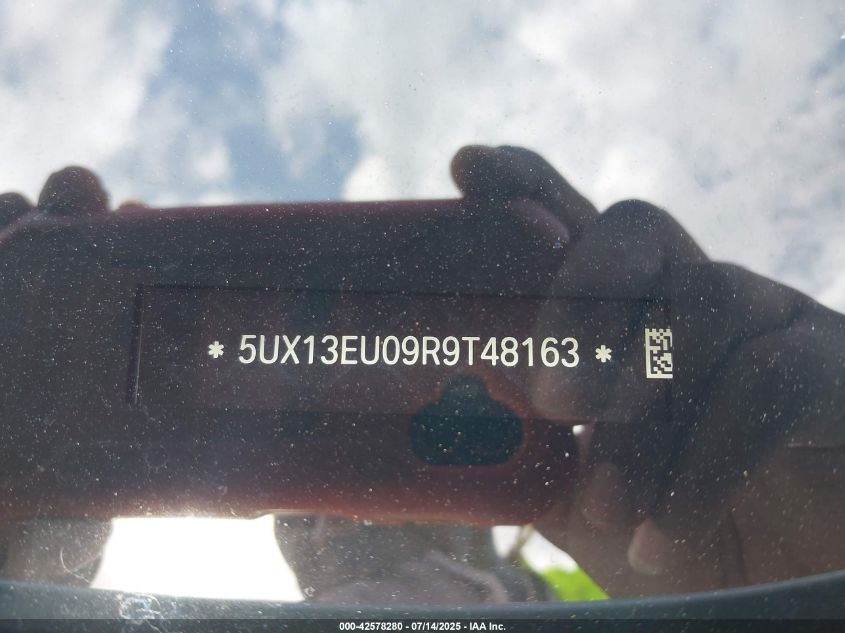 * 5UX13EU09R9T48163 *
000-42578280 - 07/14/2025 - IAA Inc.